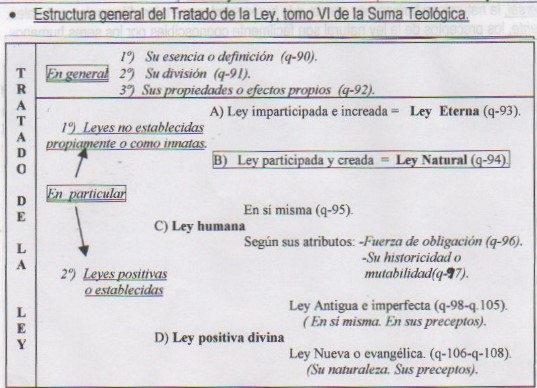 • Estructura general del Tratado de la Ley, tomo VI de la Suma Teológica.
TRATADO DE LA LEY
1º) Su esencia o definición (q-90).
En general 2º) Su división (q-91).
3º) Sus propiedades o efectos propios (q-92).
A) Ley imparticipada e increada = Ley Eterna (q-93).
1º) Leyes no establecidas
propiamente o como innatas.
B) Ley participada y creada = Ley Natural (q-94).
En particular
En sí misma (q-95).
C) Ley humana
Según sus atributos: -Fuerza de obligación (q-96).
-Su historicidad o
mutabilidad(q-97).
2º) Leyes positivas
o establecidas
Ley Antigua e imperfecta (q-98-q.105).
( En sí misma. En sus preceptos).
D) Ley positiva divina
Ley Nueva o evangélica. (q-106-q-108).
(Su naturaleza. Sus preceptos).